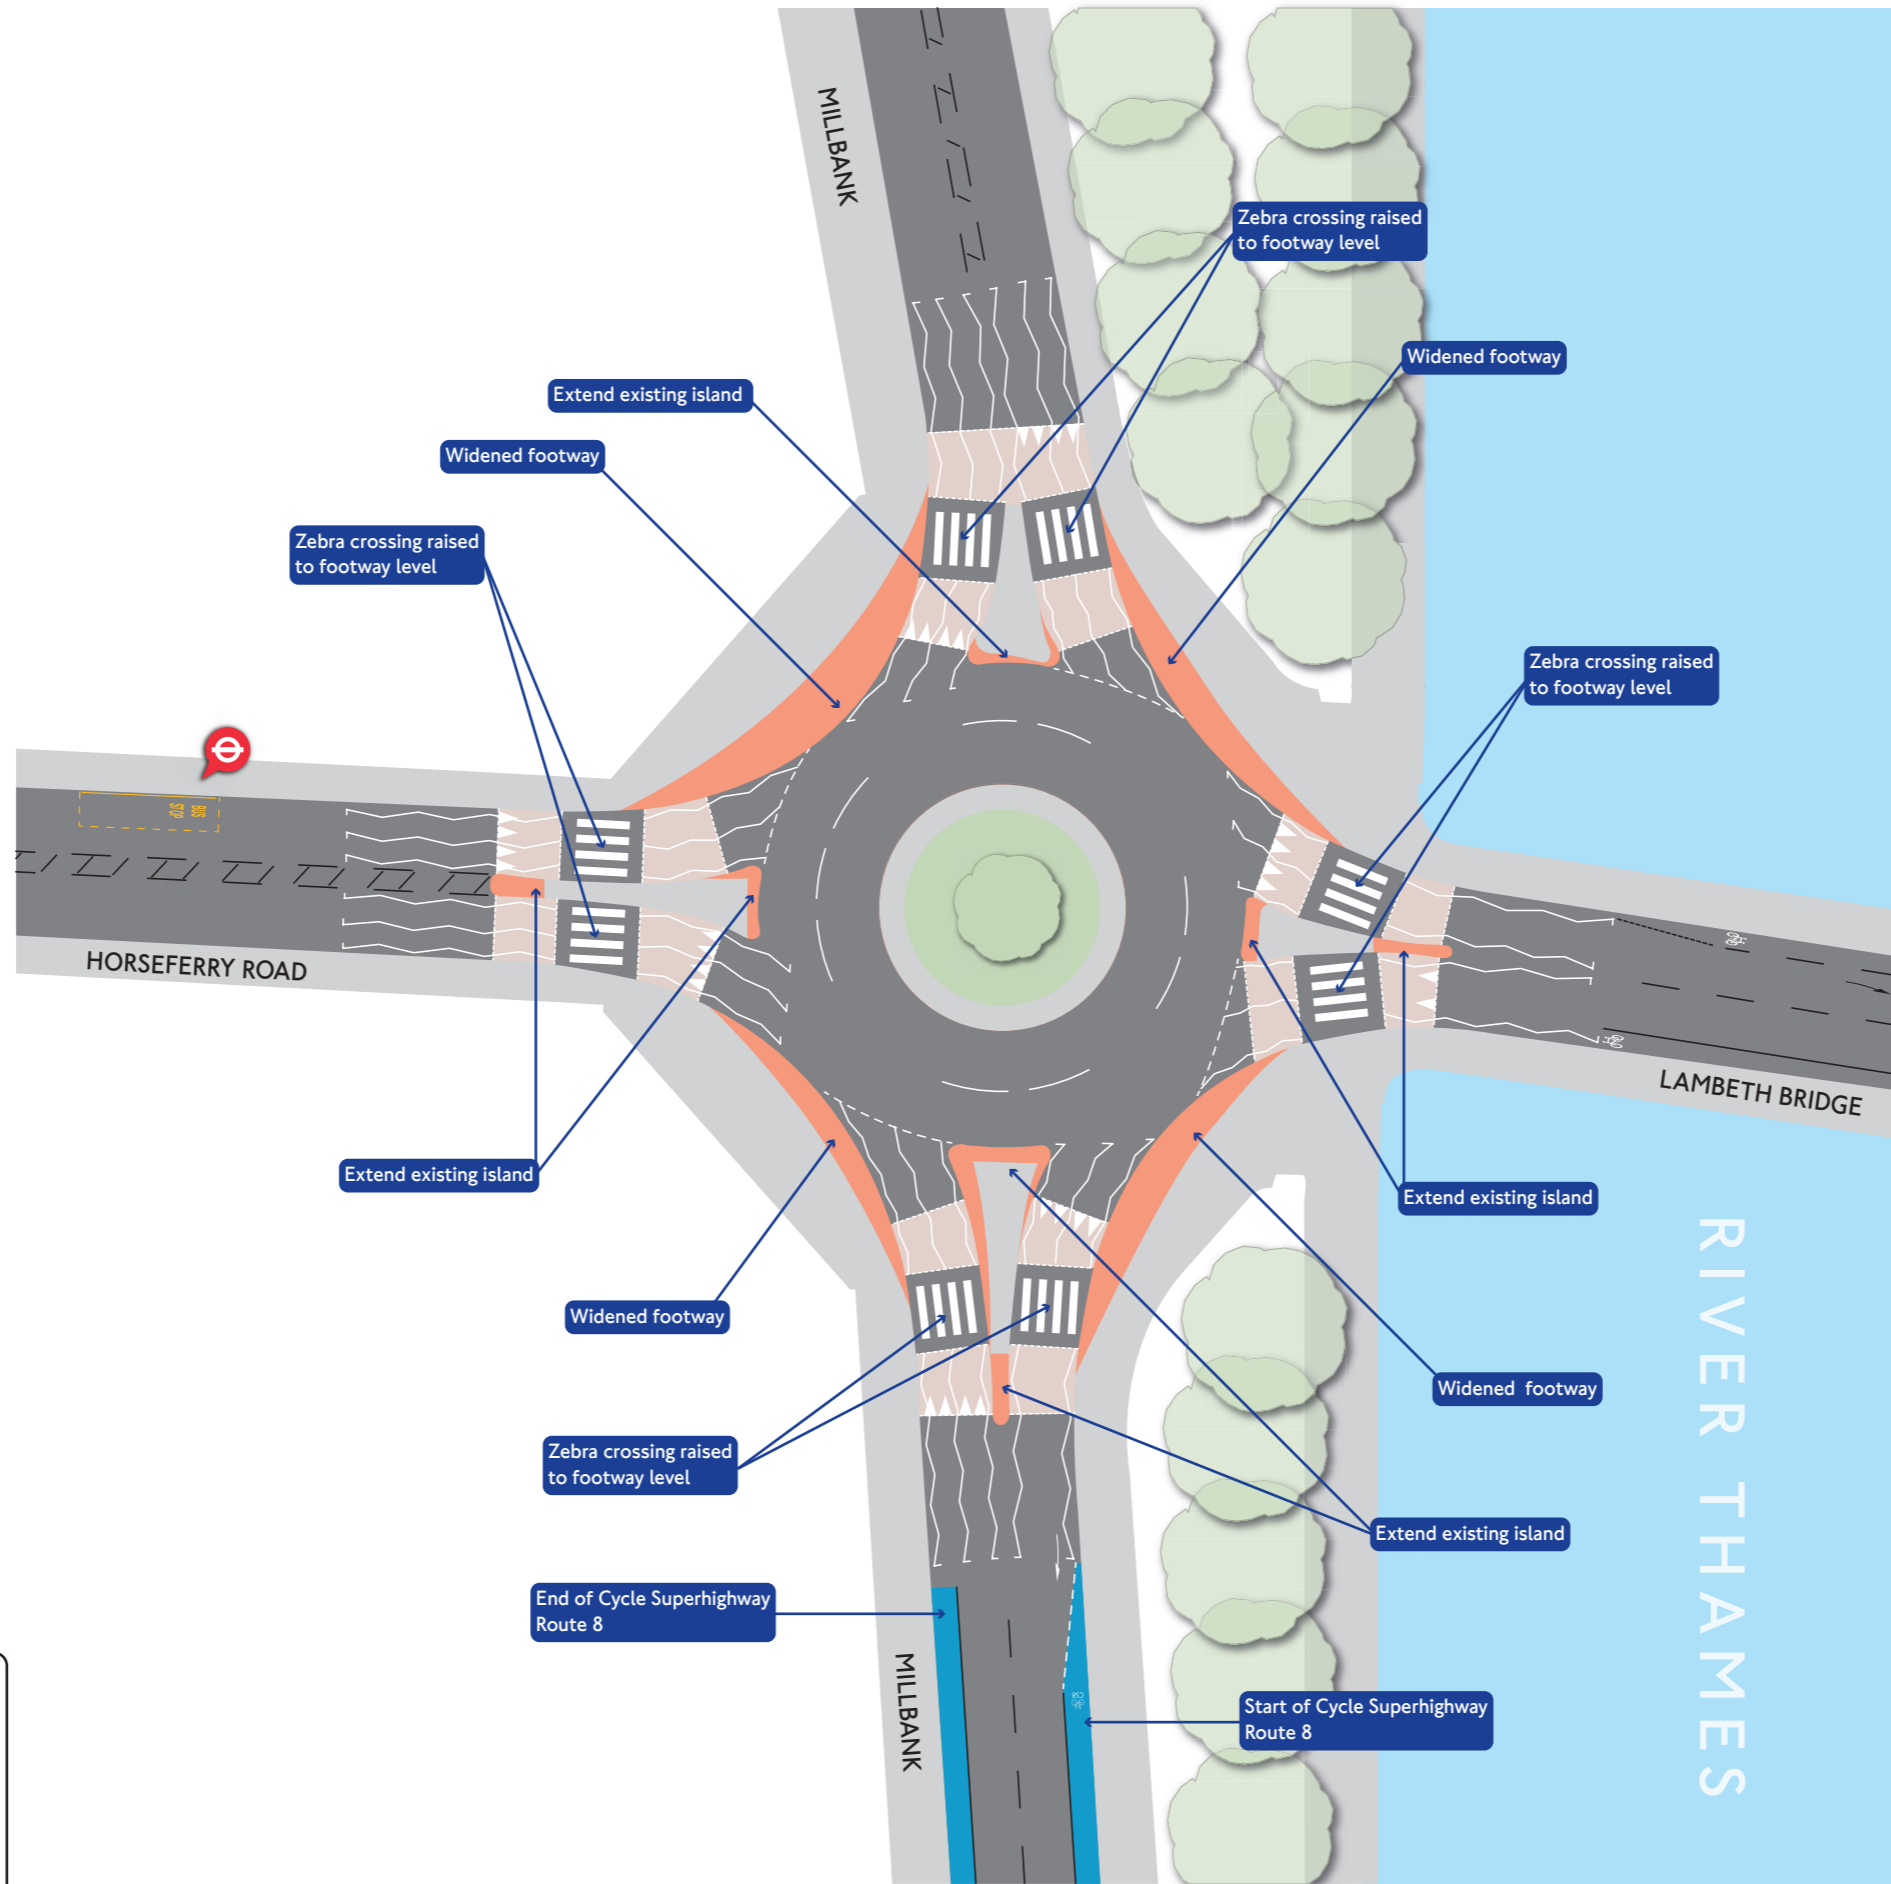 MILLBANK
Zebra crossing raised
to footway level
Widened footway
Extend existing island
Widened footway
Zebra crossing raised
to footway level
Zebra crossing raised
to footway level
BUS
STOP
HORSEFERRY ROAD
LAMBETH BRIDGE
Extend existing island
Extend existing island
RIVER THAMES
Widened footway
Widened footway
Zebra crossing raised
to footway level
Extend existing island
End of Cycle Superhighway
Route 8
MILLBANK
Start of Cycle Superhighway
Route 8